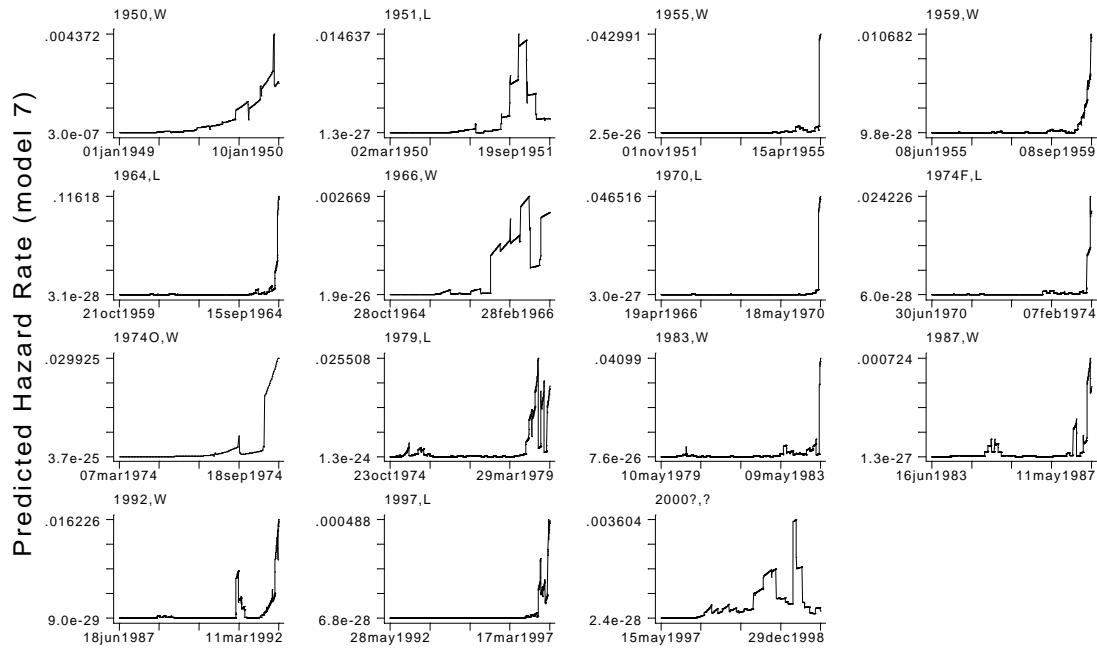 Predicted Hazard Rate (model 7)
1950,W
.004372
3.0e-07
01jan1949 10jan1950
1951,L
.014637
1.3e-27
02mar1950 19sep1951
1955,W
.042991
2.5e-26
01nov1951 15apr1955
1959,W
.010682
9.8e-28
08jun1955 08sep1959
1964,L
.11618
3.1e-28
21oct1959 15sep1964
1966,W
.002669
1.9e-26
28oct1964 28feb1966
1970,L
.046516
3.0e-27
19apr1966 18may1970
1974F,L
.024226
6.0e-28
30jun1970 07feb1974
1974O,W
.029925
3.7e-25
07mar1974 18sep1974
1979,L
.025508
1.3e-24
23oct1974 29mar1979
1983,W
.04099
7.6e-26
10may1979 09may1983
1987,W
.000724
1.3e-27
16jun1983 11may1987
1992,W
.016226
9.0e-29
18jun1987 11mar1992
1997,L
.000488
6.8e-28
28may1992 17mar1997
2000?,?
.003604
2.4e-28
15may1997 29dec1998